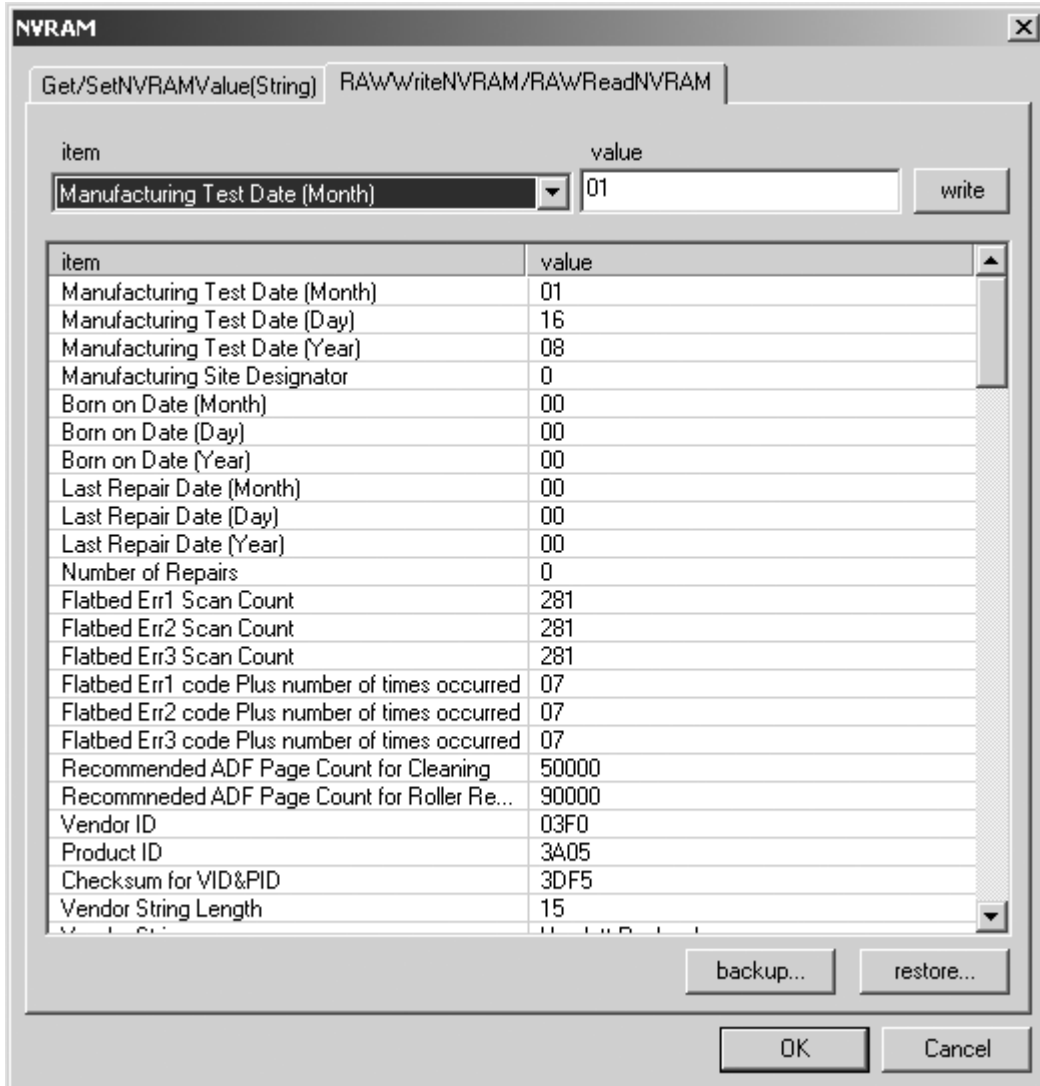 NVRAM
Get/SetNVRAMValue(String) RAWWriteNVRAM/RAWReadNVRAM
item value
Manufacturing Test Date (Month) 01 write
item value
Manufacturing Test Date (Month) 01
Manufacturing Test Date (Day) 16
Manufacturing Test Date (Year) 08
Manufacturing Site Designator 0
Born on Date (Month) 00
Born on Date (Day) 00
Born on Date (Year) 00
Last Repair Date (Month) 00
Last Repair Date (Day) 00
Last Repair Date (Year) 00
Number of Repairs 0
Flatbed Err1 Scan Count 281
Flatbed Err2 Scan Count 281
Flatbed Err3 Scan Count 281
Flatbed Err1 code Plus number of times occurred 07
Flatbed Err2 code Plus number of times occurred 07
Flatbed Err3 code Plus number of times occurred 07
Recommended ADF Page Count for Cleaning 50000
Recommneded ADF Page Count for Roller Re... 90000
Vendor ID 03F0
Product ID 3A05
Checksum for VID&PID 3DF5
Vendor String Length 15
backup... restore...
OK Cancel